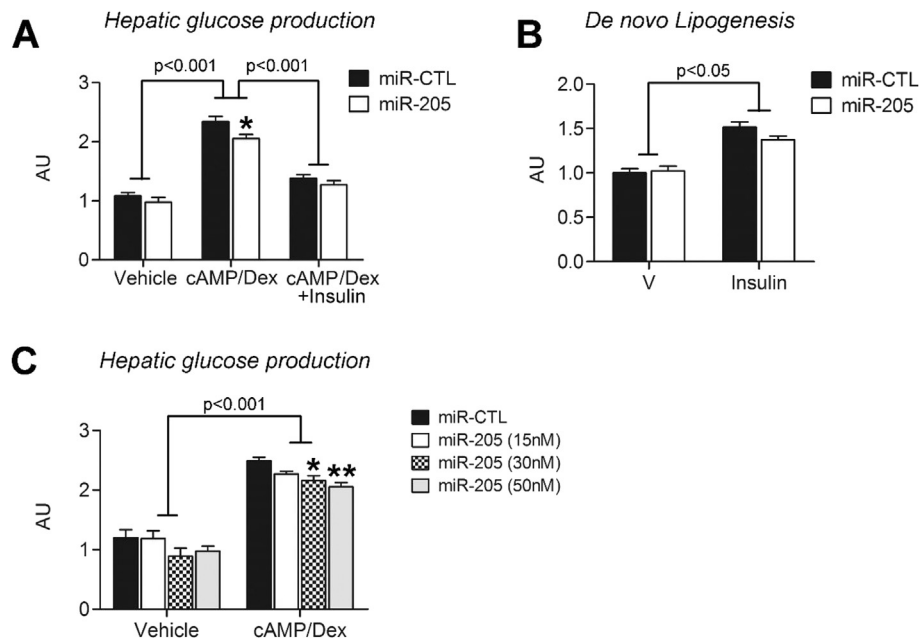 A
Hepatic glucose production
p<0.001
p<0.001
miR-CTL
miR-205
*
AU
3
2
1
0
Vehicle
cAMP/Dex
cAMP/Dex
+Insulin
B
De novo Lipogenesis
p<0.05
miR-CTL
miR-205
AU
2.0
1.5
1.0
0.5
0.0
V
Insulin
C
Hepatic glucose production
p<0.001
miR-CTL
miR-205 (15nM)
miR-205 (30nM)
miR-205 (50nM)
*
**
AU
3
2
1
0
Vehicle
cAMP/Dex